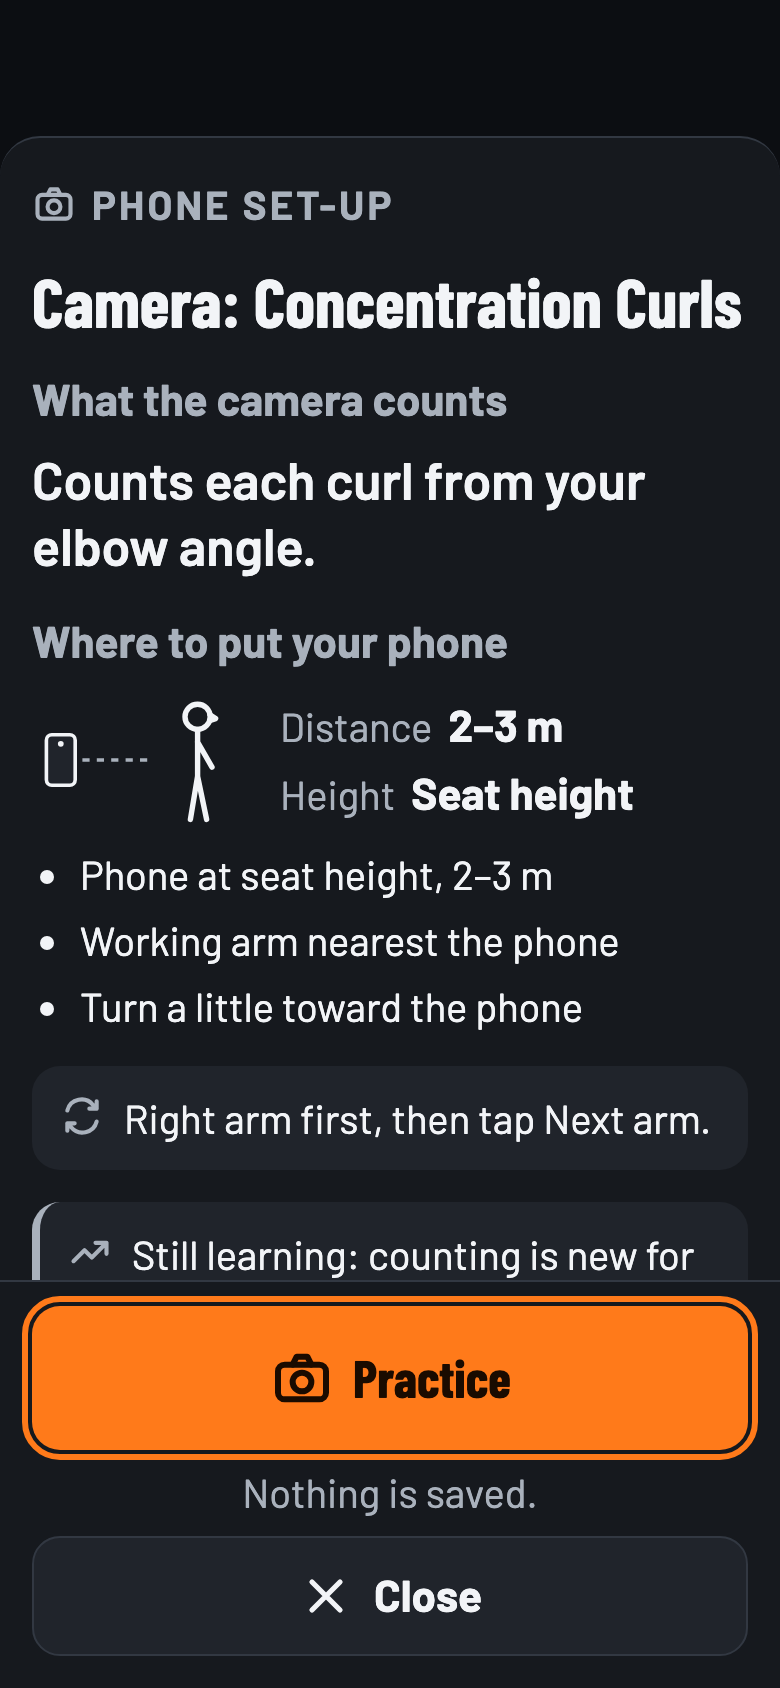 PHONE SET-UP
Camera: Concentration Curls
What the camera counts
Counts each curl from your
elbow angle.
Where to put your phone
Distance 2–3 m
Height Seat height
• Phone at seat height, 2–3 m
• Working arm nearest the phone
• Turn a little toward the phone
Right arm first, then tap Next arm.
Still learning: counting is new for
Practice
Nothing is saved.
Close